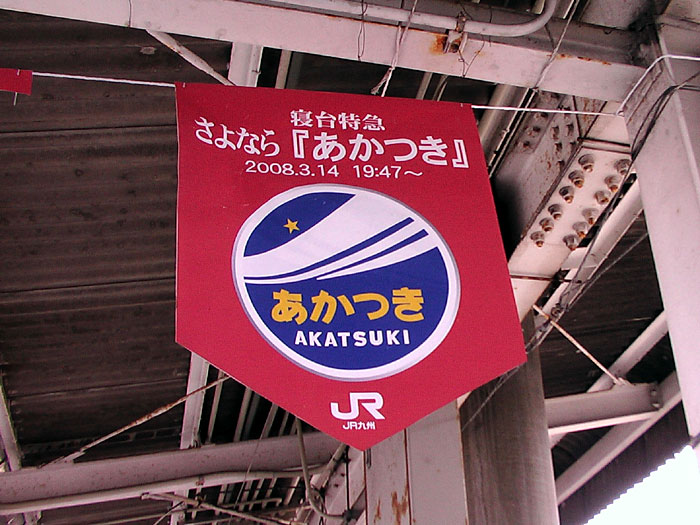 寝台特急
さよなら『あかつき』
2008.3.14 19:47〜
あかつき
AKATSUKI
JR
JR九州